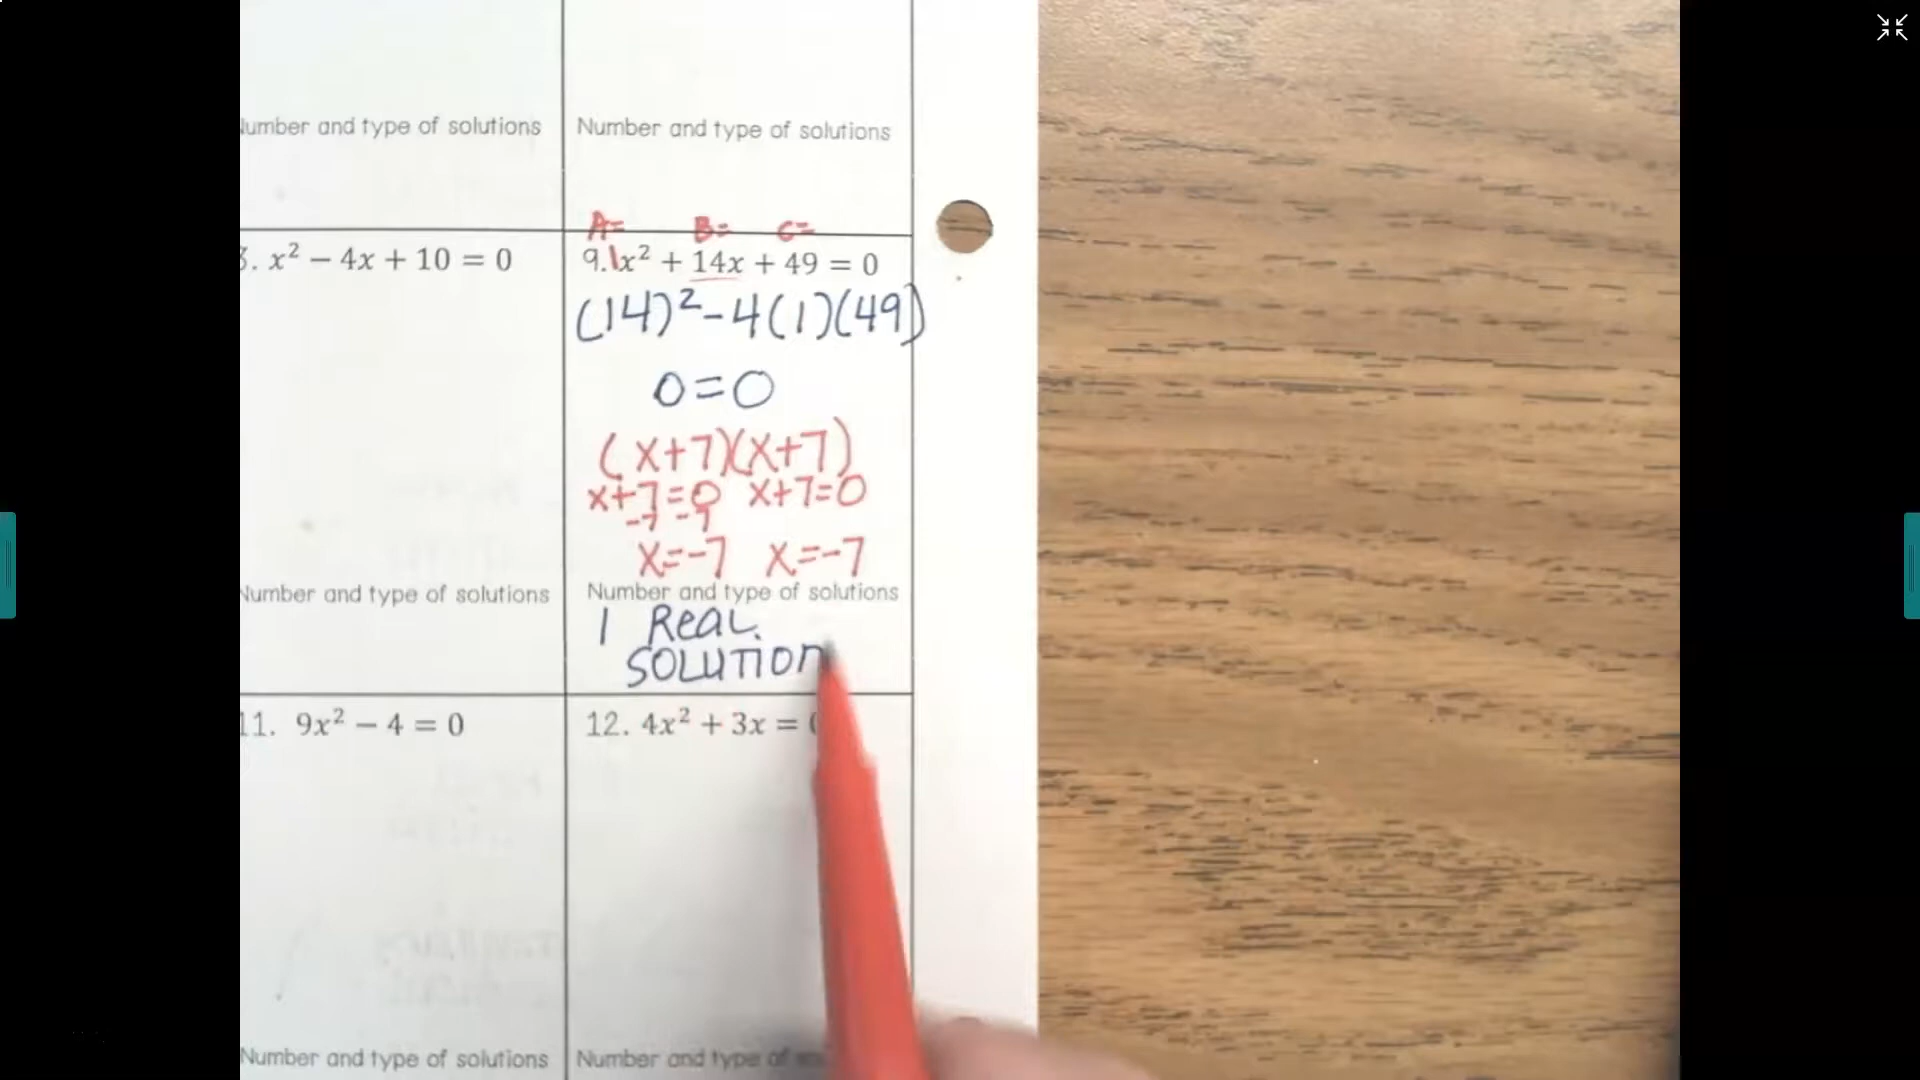 Number and type of solutions
Number and type of solutions
A= B= C=
x² − 4x + 10 = 0
9. 1x² + 14x + 49 = 0
(14)² - 4(1)(49)
0=0
(x+7)(x+7)
x+7=0 x+7=0
-7 -7
x=-7 x=-7
Number and type of solutions
Number and type of solutions
1 Real
SOLUTION
11. 9x² − 4 = 0
12. 4x² + 3x =
Number and type of solutions
Number and type of